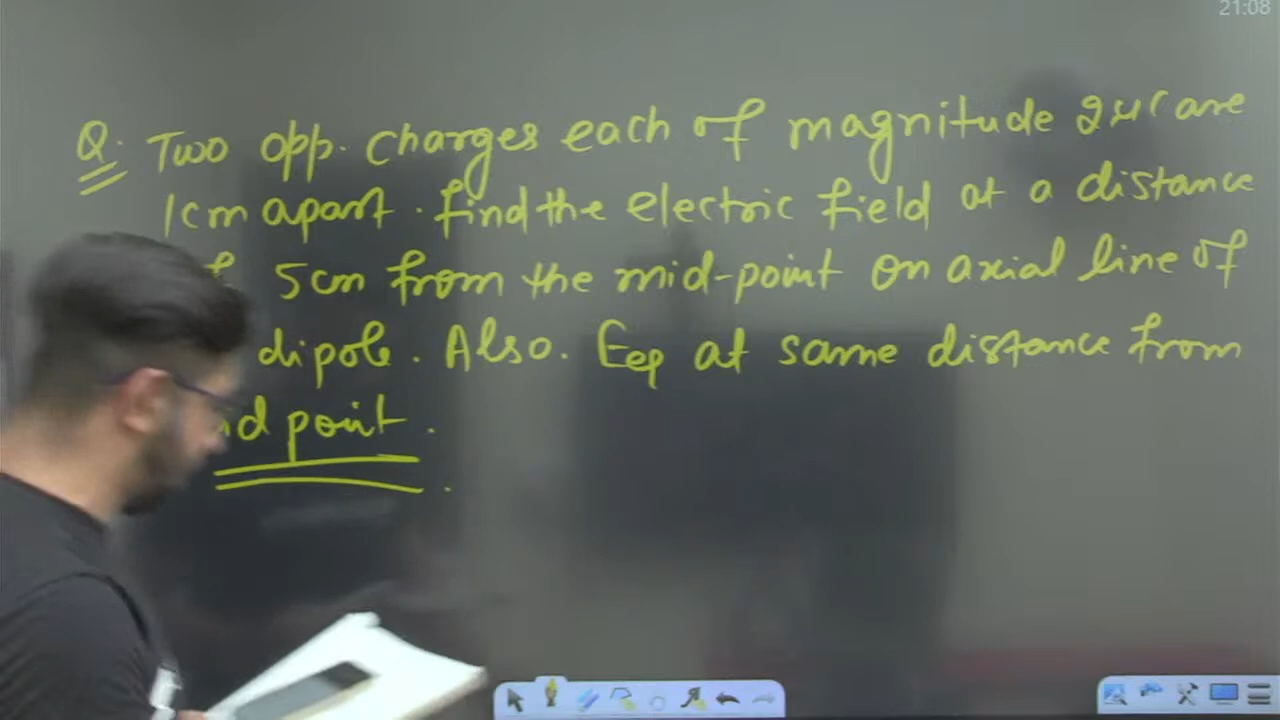 21:08
Q. Two opp. charges each of magnitude 2μC are
1cm apart. find the electric field at a distance
5cm from the mid-point on axial line of
dipole. Also. Eeq at same distance from
point.